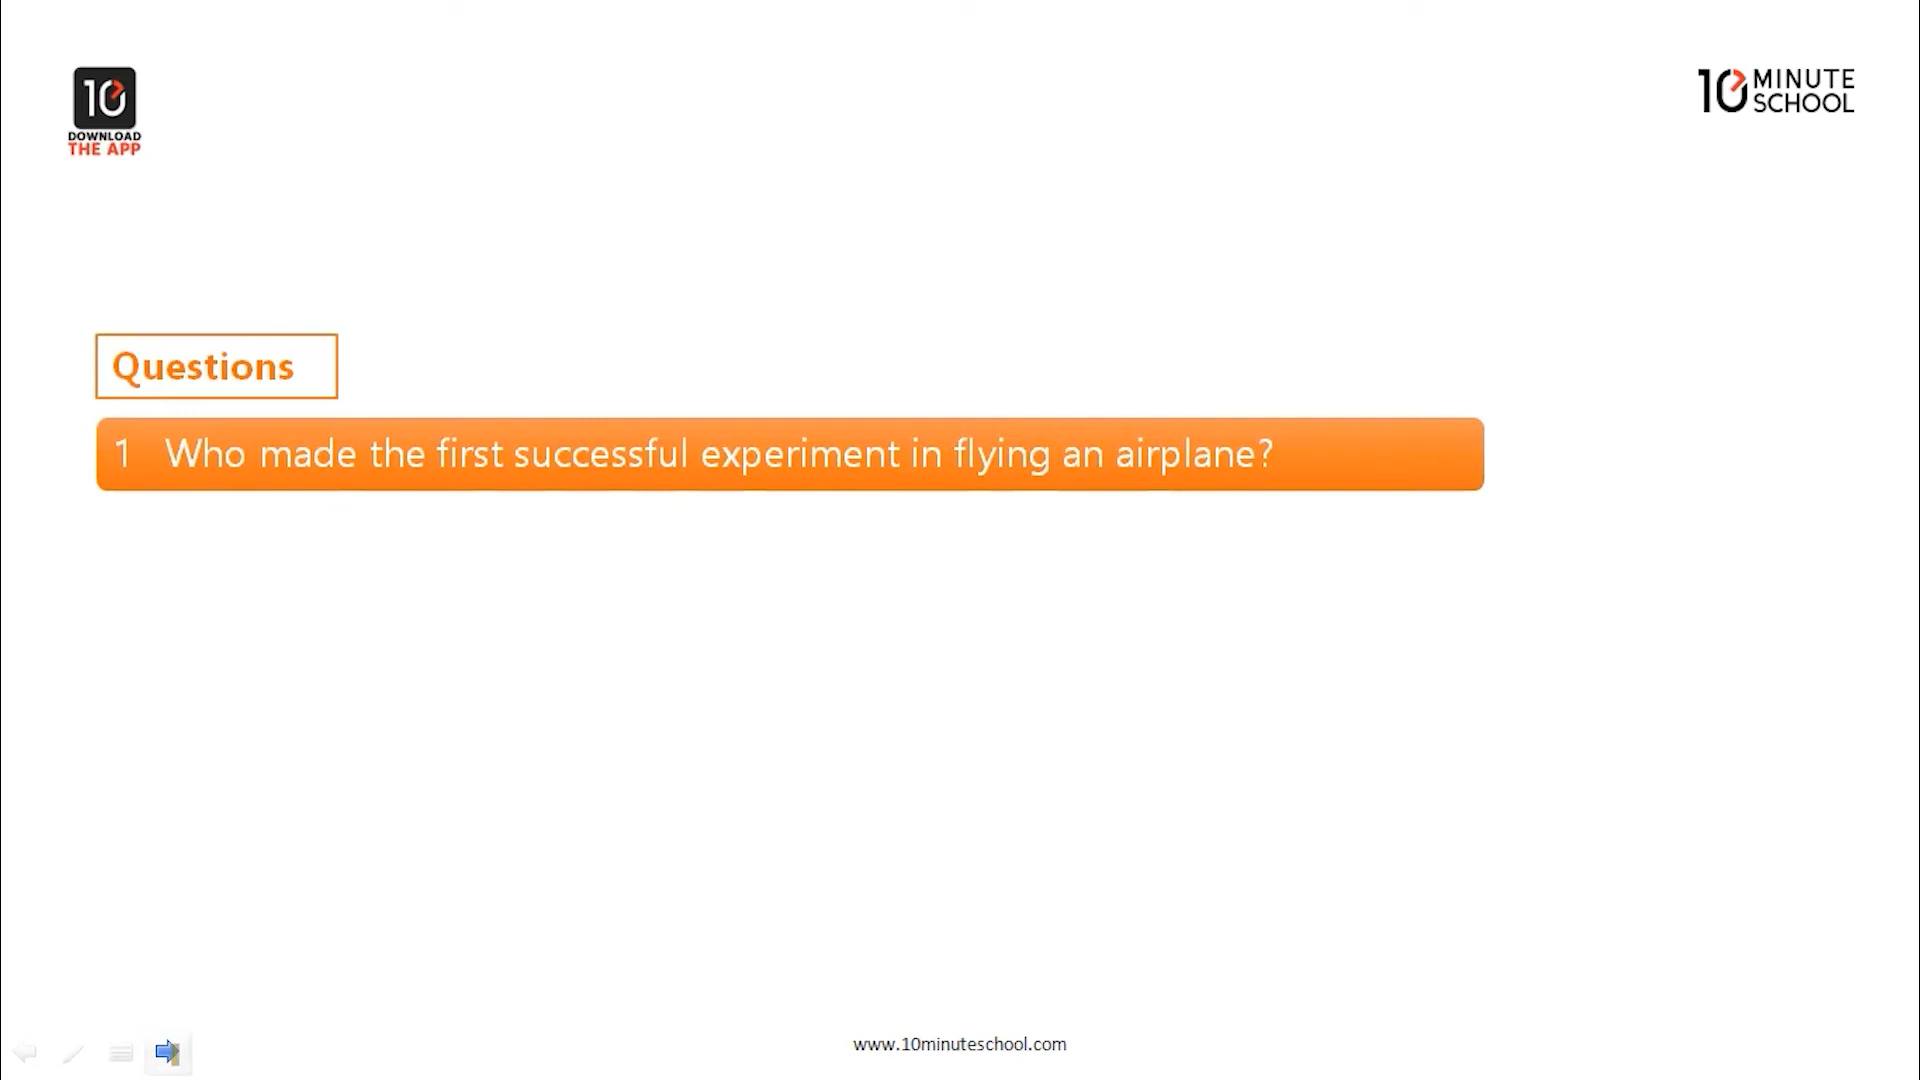 10
DOWNLOAD
THE APP
10 MINUTE
SCHOOL
Questions
1 Who made the first successful experiment in flying an airplane?
www.10minuteschool.com